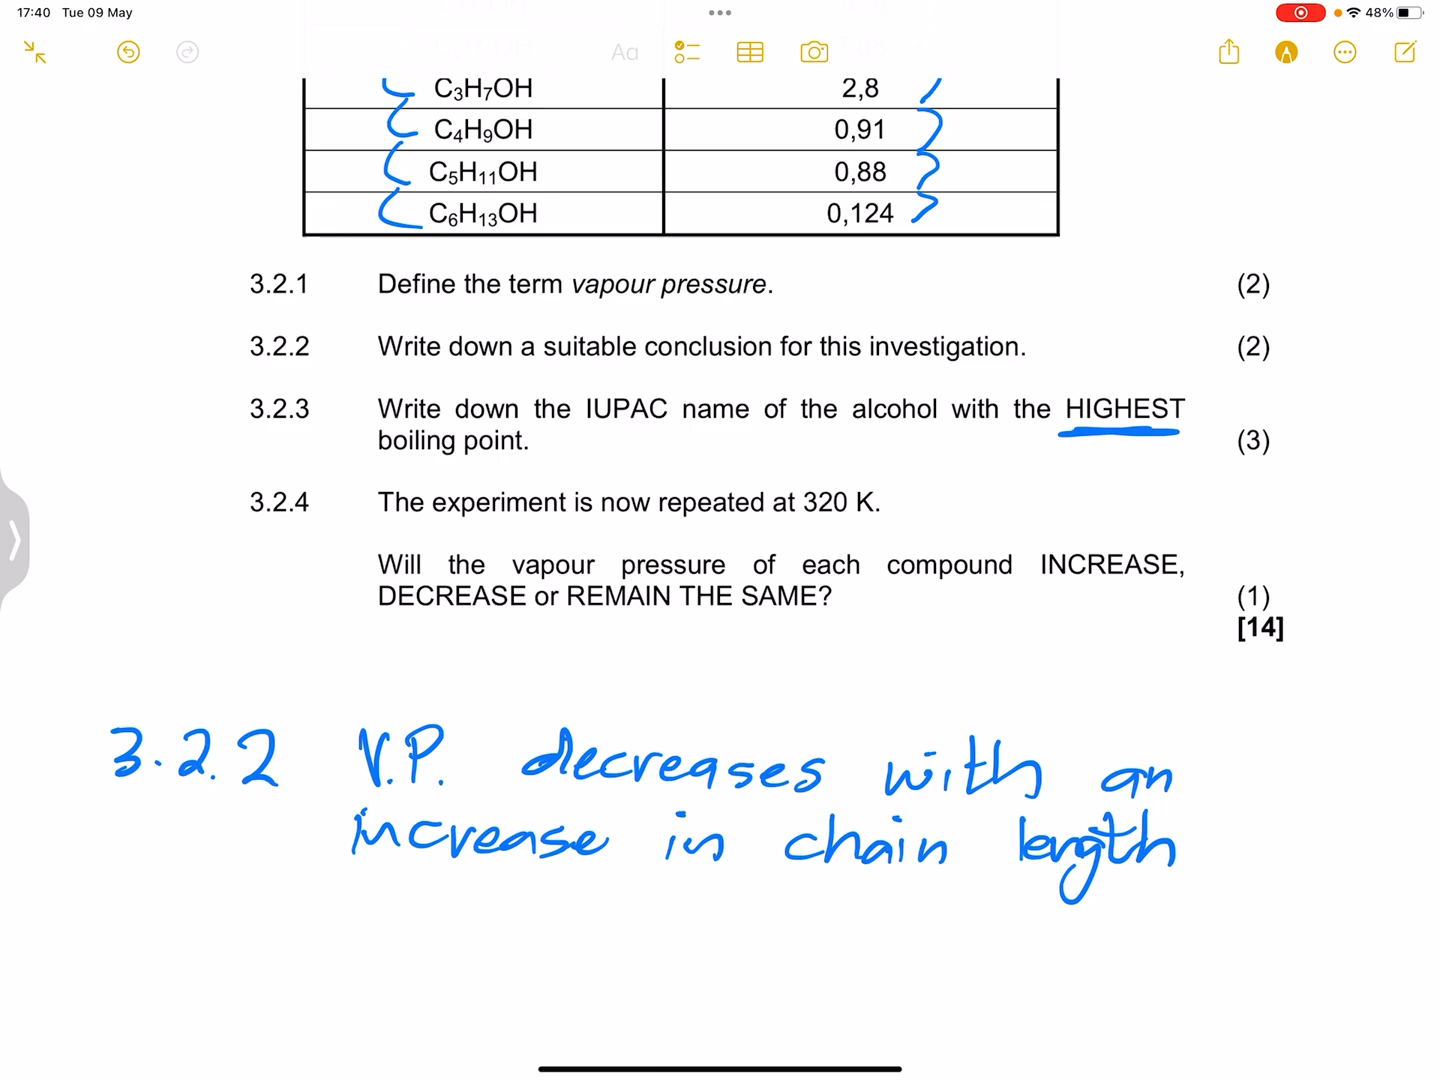 17:40 Tue 09 May
48%
Aa
C₃H₇OH 2,8
C₄H₉OH 0,91
C₅H₁₁OH 0,88
C₆H₁₃OH 0,124
3.2.1 Define the term vapour pressure. (2)
3.2.2 Write down a suitable conclusion for this investigation. (2)
3.2.3 Write down the IUPAC name of the alcohol with the HIGHEST
boiling point. (3)
3.2.4 The experiment is now repeated at 320 K.
Will the vapour pressure of each compound INCREASE,
DECREASE or REMAIN THE SAME? (1)
[14]
3.2.2 V.P. decreases with an
increase in chain length